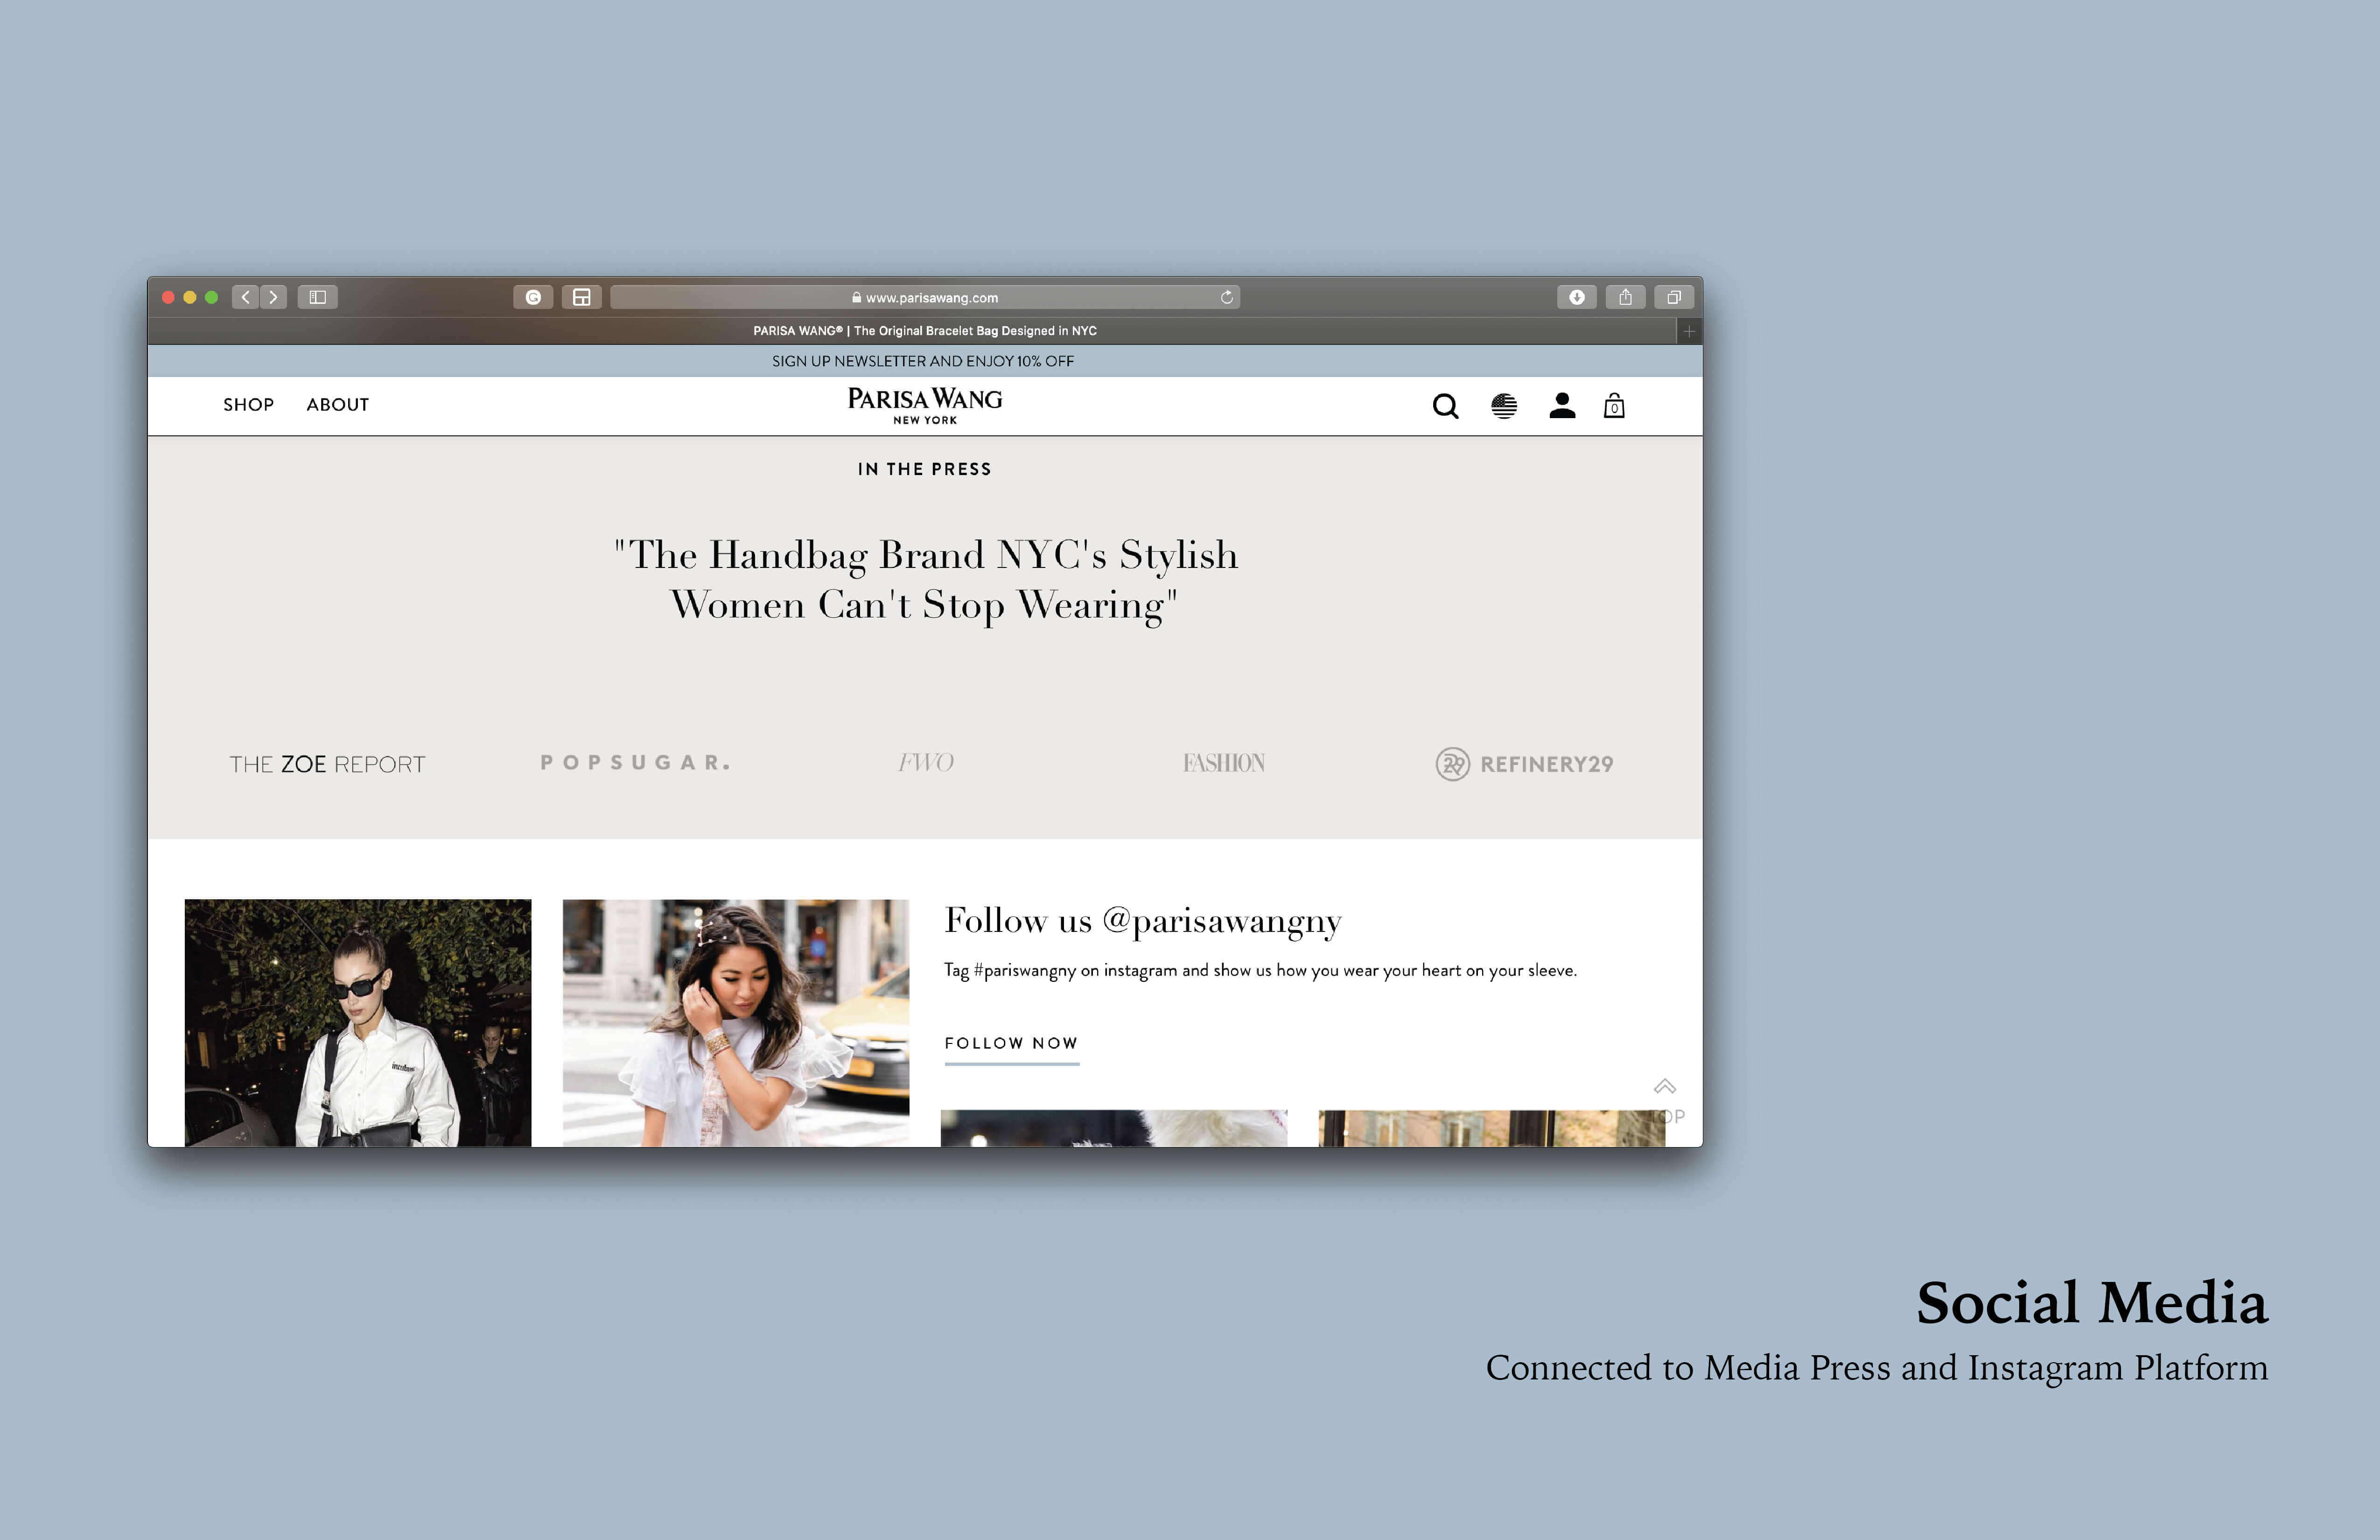 www.parisawang.com
PARISA WANG® | The Original Bracelet Bag Designed in NYC
SIGN UP NEWSLETTER AND ENJOY 10% OFF
SHOP ABOUT
PARISA WANG
NEW YORK
0
IN THE PRESS
"The Handbag Brand NYC's Stylish
Women Can't Stop Wearing"
THE ZOE REPORT
POPSUGAR.
FWO
FASHION
29 REFINERY29
Follow us @parisawangny
Tag #pariswangny on instagram and show us how you wear your heart on your sleeve.
FOLLOW NOW
TOP
Social Media
Connected to Media Press and Instagram Platform